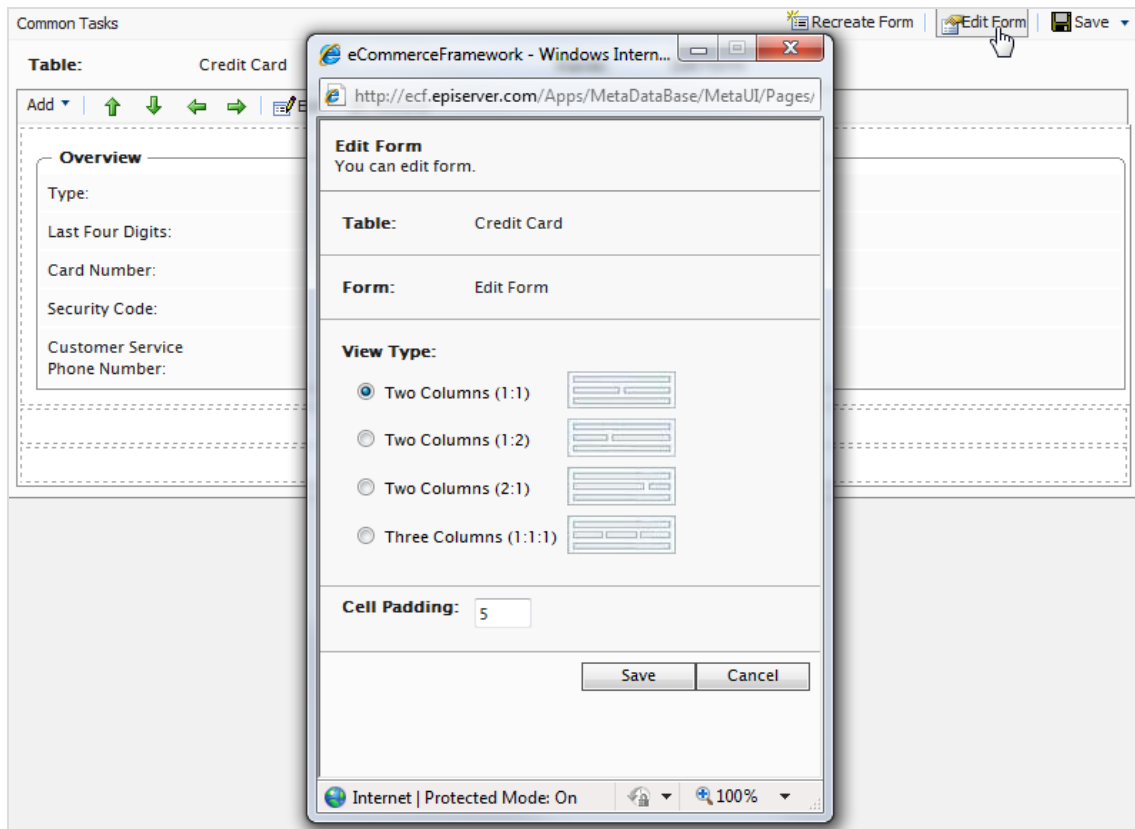 Common Tasks
Recreate Form
Edit Form
Save
Table:
Credit Card
Add
eCommerceFramework - Windows Intern...
http://ecf.episerver.com/Apps/MetaDataBase/MetaUI/Pages/
Overview
Type:
Last Four Digits:
Card Number:
Security Code:
Customer Service
Phone Number:
Edit Form
You can edit form.
Table:
Credit Card
Form:
Edit Form
View Type:
Two Columns (1:1)
Two Columns (1:2)
Two Columns (2:1)
Three Columns (1:1:1)
Cell Padding:
5
Save
Cancel
Internet | Protected Mode: On
100%